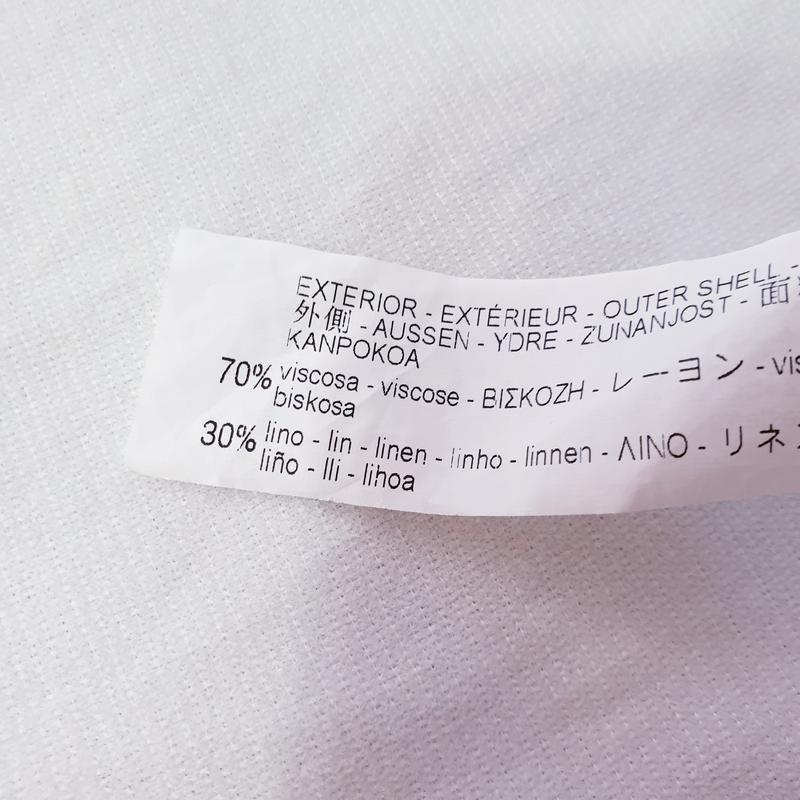 EXTERIOR - EXTÉRIEUR - OUTER SHELL -
外側 - AUSSEN - YDRE - ZUNANJOST - 面
KANPOKOA
70% viscosa - viscose - ΒΙΣΚΟΖΗ - レーヨン - vis
biskosa
30% lino - lin - linen - linho - linnen - ΛΙΝΟ - リネ
liño - lli - lihoa